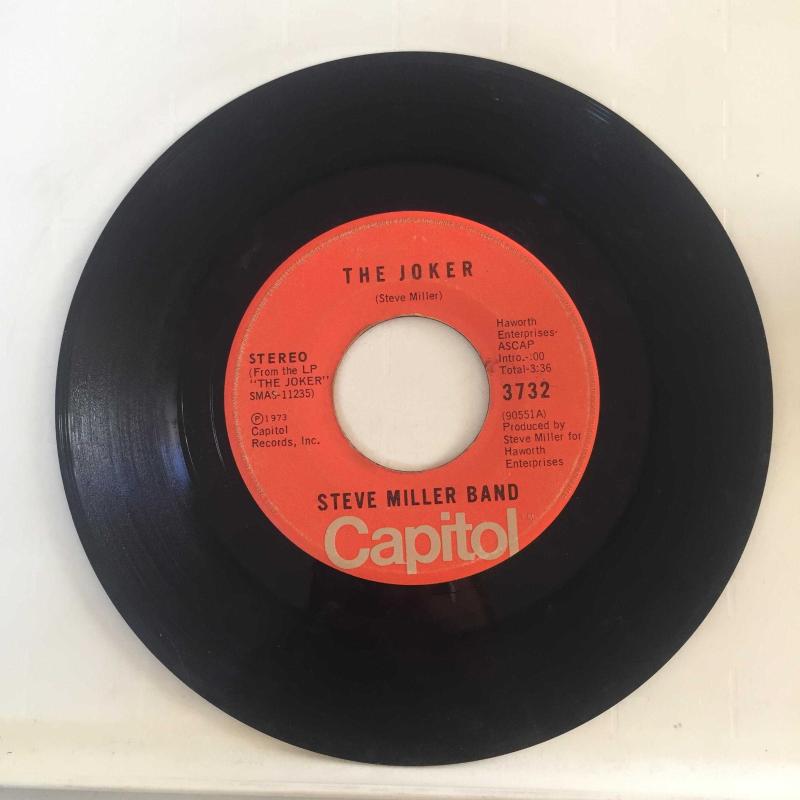 THE JOKER
(Steve Miller)
STEREO
(From the LP
"THE JOKER"
SMAS-11235)
Ⓟ1973
Capitol
Records, Inc.
Haworth
Enterprises-
ASCAP
Intro.-:00
Total-3:36
3732
(90551A)
Produced by
Steve Miller for
Haworth
Enterprises
STEVE MILLER BAND
Capitol